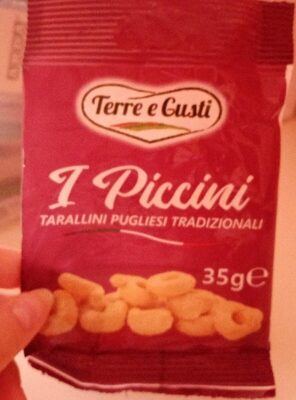 Terre e Gusti
I Piccini
TARALLINI PUGLIESI TRADIZIONALI
35g℮